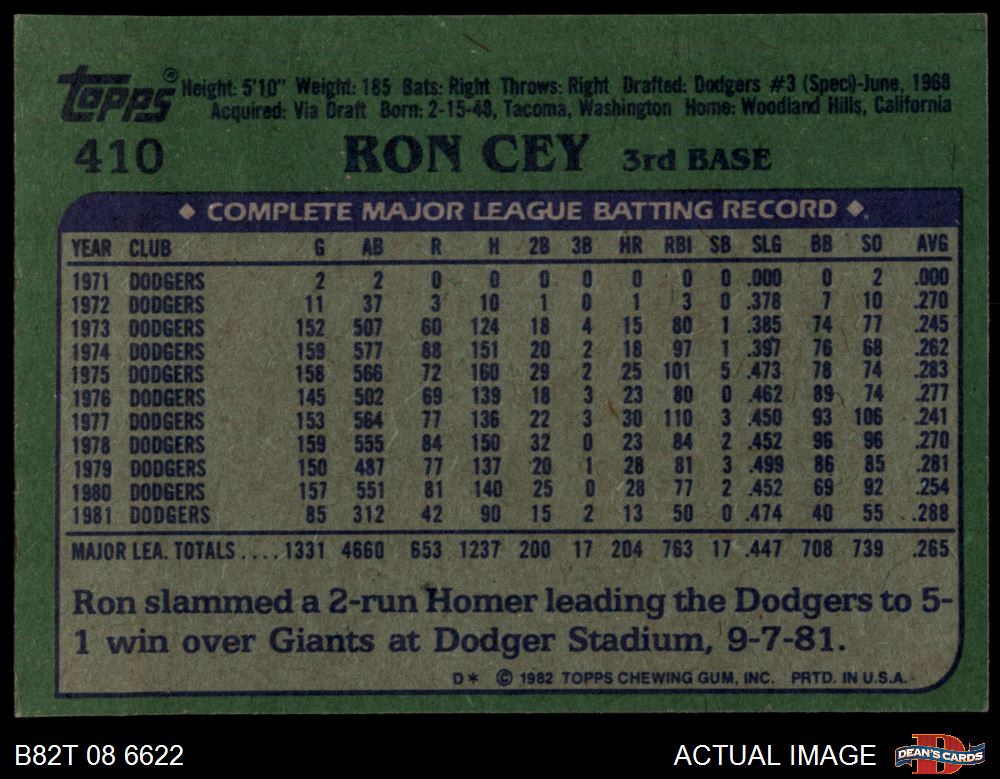 Topps® Height: 5'10" Weight: 185 Bats: Right Throws: Right Drafted: Dodgers #3 (Spec)-June, 1968
Acquired: Via Draft Born: 2-15-48, Tacoma, Washington Home: Woodland Hills, California
410 RON CEY 3rd BASE
◆ COMPLETE MAJOR LEAGUE BATTING RECORD ◆
YEAR CLUB G AB R H 2B 3B HR RBI SB SLG BB SO AVG
1971 DODGERS 2 2 0 0 0 0 0 0 0 .000 0 2 .000
1972 DODGERS 11 37 3 10 1 0 1 3 0 .378 7 10 .270
1973 DODGERS 152 507 60 124 18 4 15 80 1 .385 74 77 .245
1974 DODGERS 159 577 88 151 20 2 18 97 1 .397 76 68 .262
1975 DODGERS 158 566 72 160 29 2 25 101 5 .473 78 74 .283
1976 DODGERS 145 502 69 139 18 3 23 80 0 .462 89 74 .277
1977 DODGERS 153 564 77 136 22 3 30 110 3 .450 93 106 .241
1978 DODGERS 159 555 84 150 32 0 23 84 2 .452 96 96 .270
1979 DODGERS 150 487 77 137 20 1 28 81 3 .499 86 85 .281
1980 DODGERS 157 551 81 140 25 0 28 77 2 .452 69 92 .254
1981 DODGERS 85 312 42 90 15 2 13 50 0 .474 40 55 .288
MAJOR LEA. TOTALS .... 1331 4660 653 1237 200 17 204 763 17 .447 708 739 .265
Ron slammed a 2-run Homer leading the Dodgers to 5-
1 win over Giants at Dodger Stadium, 9-7-81.
D* © 1982 TOPPS CHEWING GUM, INC. PRTD. IN U.S.A.
B82T 08 6622 ACTUAL IMAGE DEAN'S CARDS